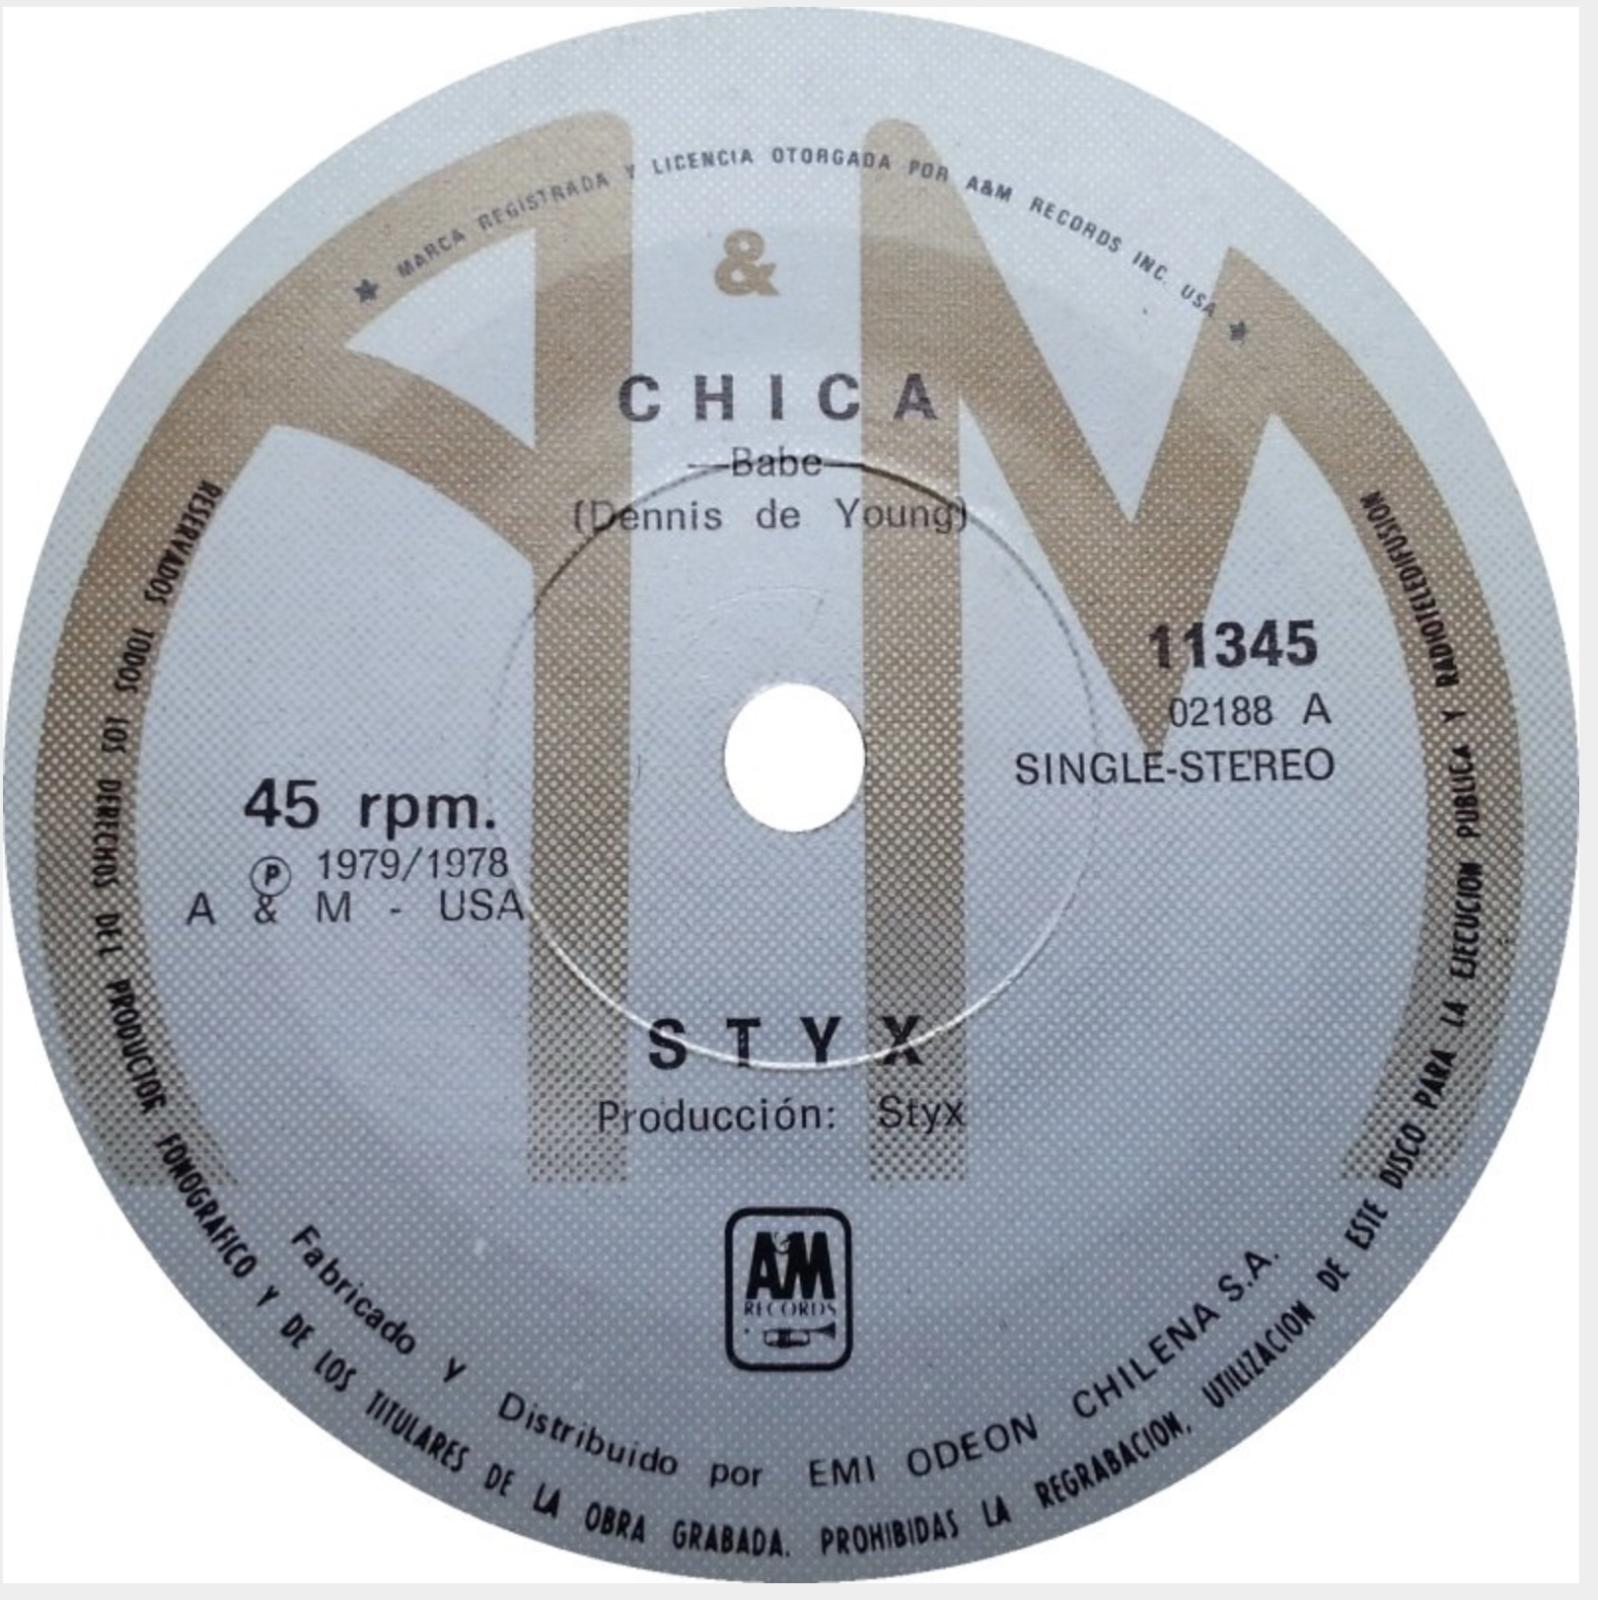 ★ MARCA REGISTRADA Y LICENCIA OTORGADA POR A&M RECORDS INC. USA ★
A & M
CHICA
—Babe—
(Dennis de Young)
11345
02188 A
SINGLE-STEREO
45 rpm.
Ⓟ 1979/1978
A & M - USA
STYX
Producción: Styx
A&M
RECORDS
Fabricado y Distribuido por EMI ODEON CHILENA S.A.
RESERVADOS TODOS LOS DERECHOS DEL PRODUCTOR FONOGRAFICO Y DE LOS TITULARES DE LA OBRA GRABADA. PROHIBIDAS LA REGRABACION, UTILIZACION DE ESTE DISCO PARA LA EJECUCION PUBLICA Y RADIOTELEDIFUSION